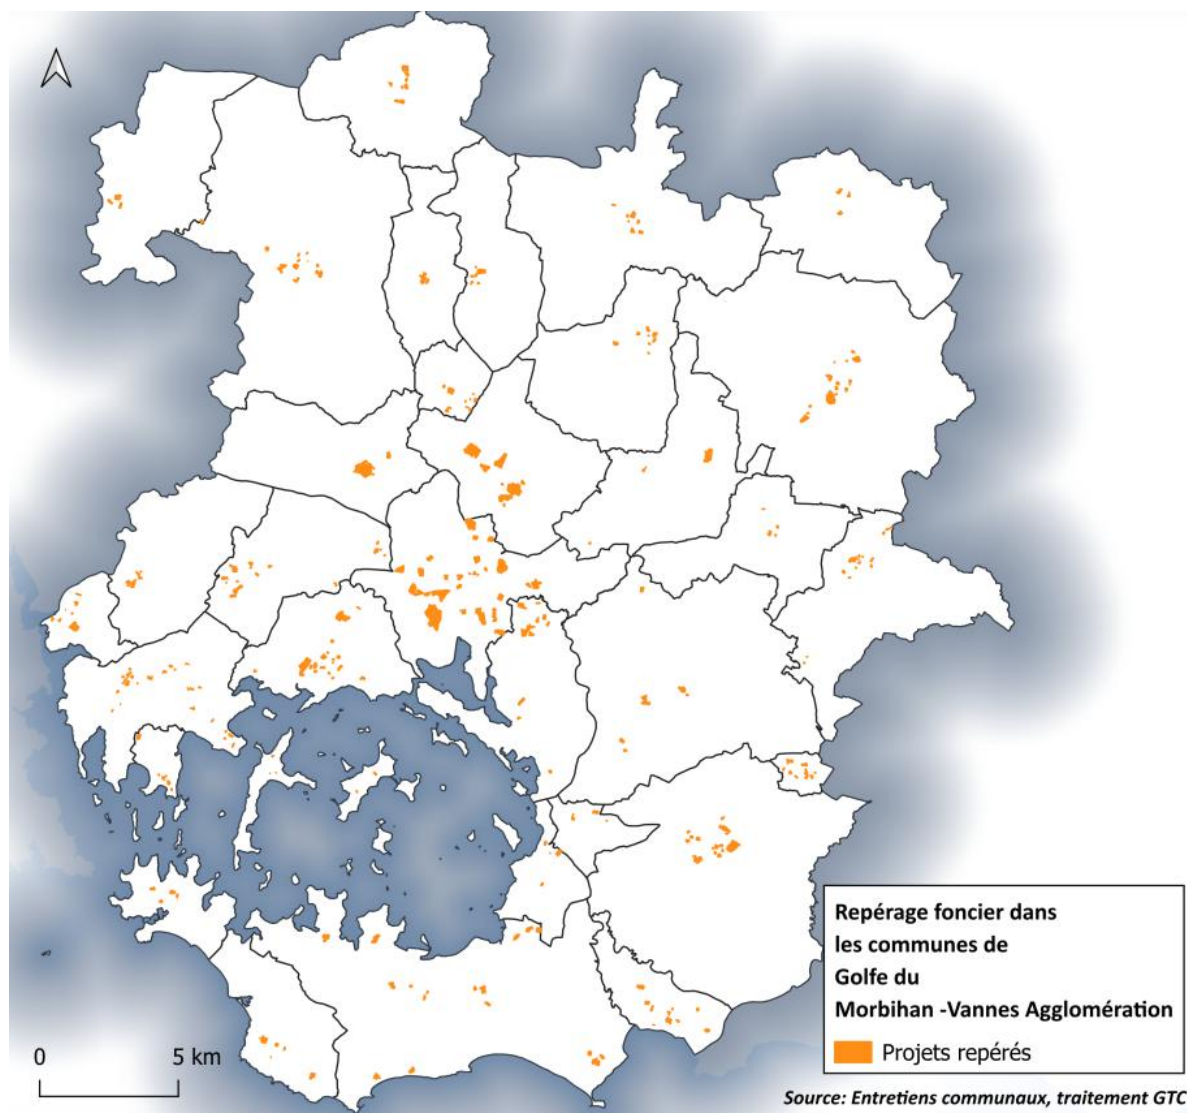 Repérage foncier dans
les communes de
Golfe du
Morbihan -Vannes Agglomération
Projets repérés
0 5 km
Source: Entretiens communaux, traitement GTC